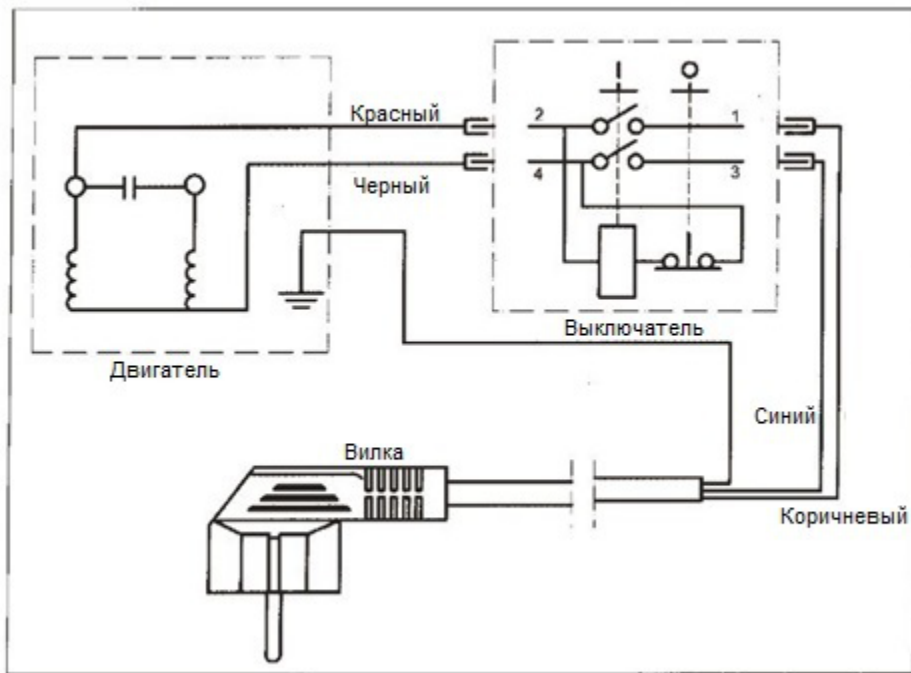 Красный
2
1
4
3
Черный
Выключатель
Двигатель
Синий
Вилка
Коричневый